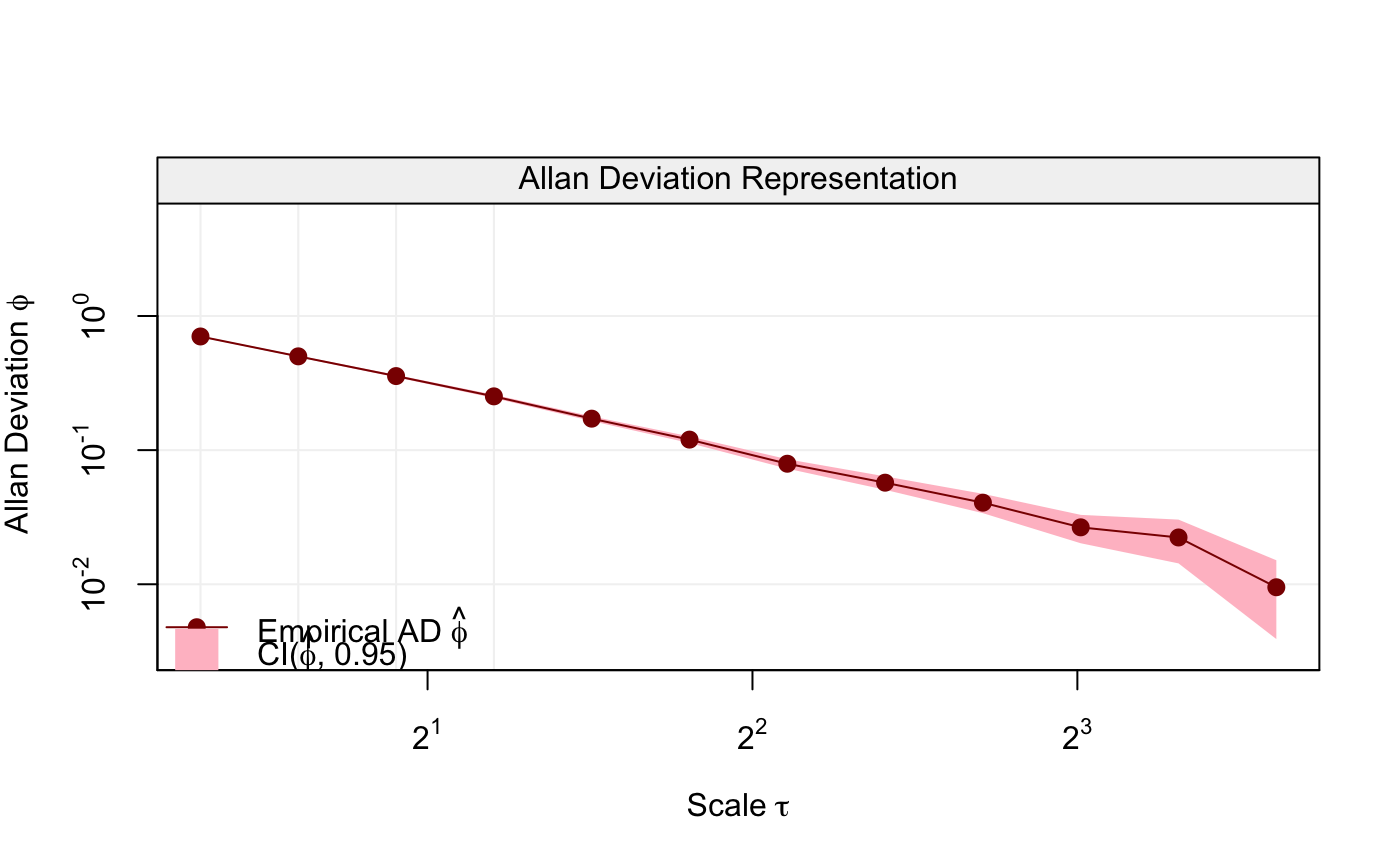 Allan Deviation Representation
Allan Deviation ϕ
10⁰
10⁻¹
10⁻²
Empirical AD ϕ̂
CI(ϕ̂, 0.95)
2¹
2²
2³
Scale τ